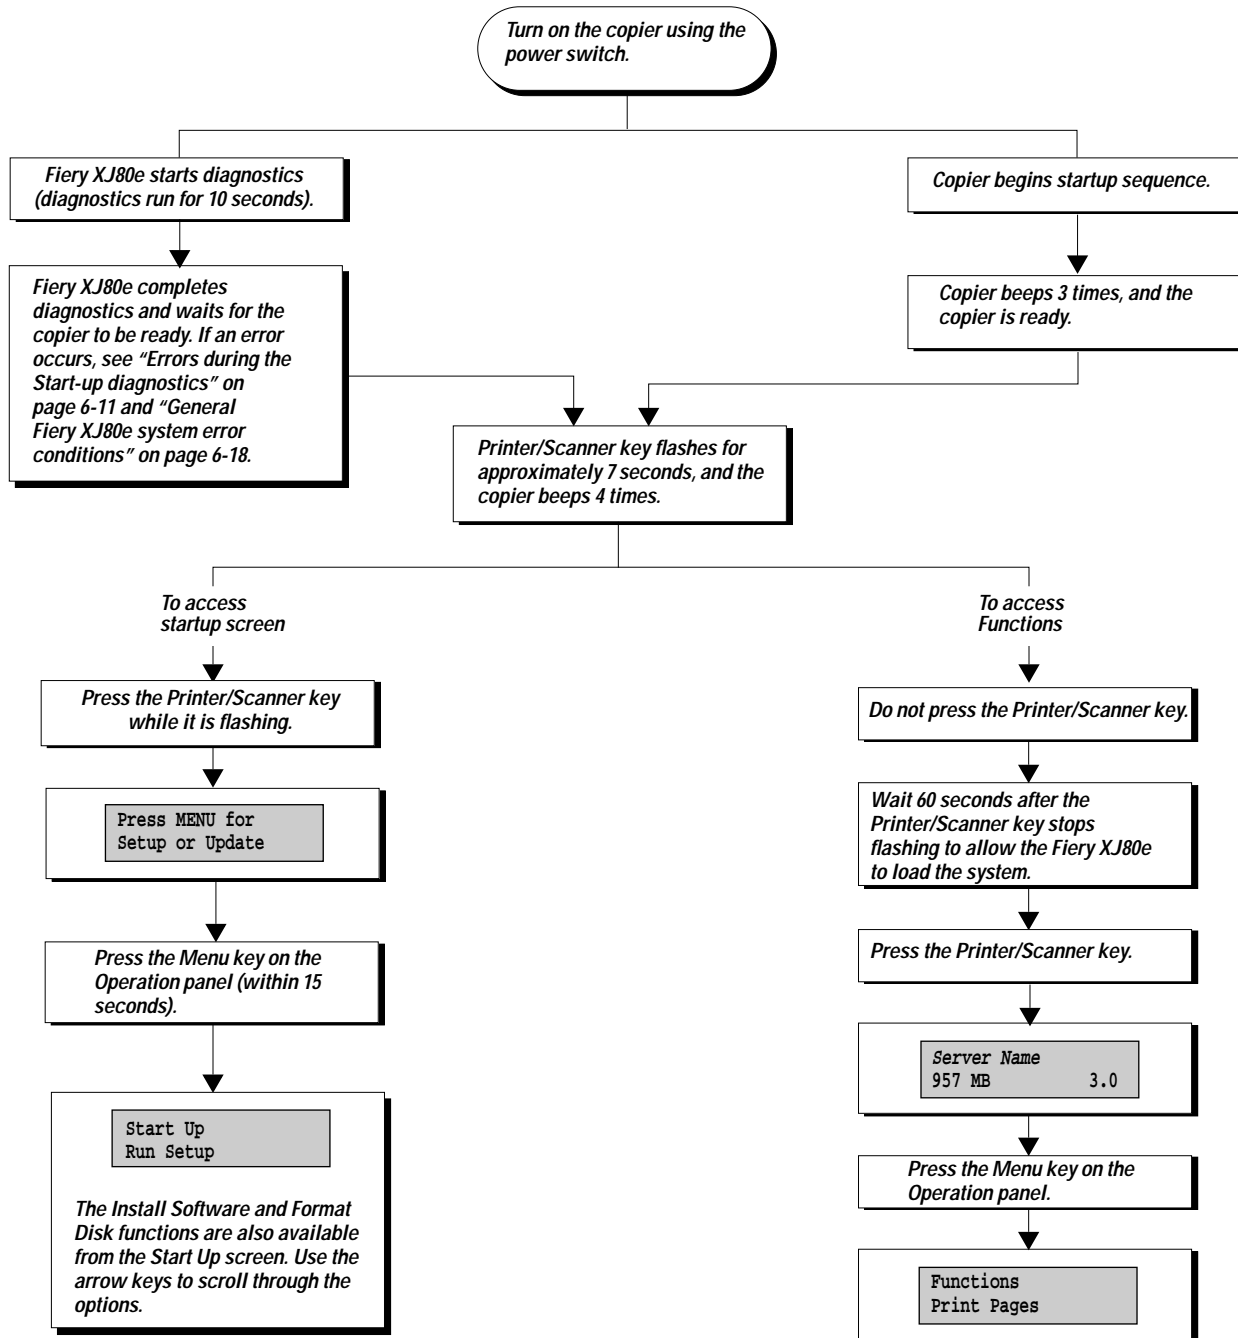 Turn on the copier using the
power switch.
Fiery XJ80e starts diagnostics
(diagnostics run for 10 seconds).
Copier begins startup sequence.
Fiery XJ80e completes
diagnostics and waits for the
copier to be ready. If an error
occurs, see “Errors during the
Start-up diagnostics” on
page 6-11 and “General
Fiery XJ80e system error
conditions” on page 6-18.
Copier beeps 3 times, and the
copier is ready.
Printer/Scanner key flashes for
approximately 7 seconds, and the
copier beeps 4 times.
To access
startup screen
To access
Functions
Press the Printer/Scanner key
while it is flashing.
Press MENU for
Setup or Update
Press the Menu key on the
Operation panel (within 15
seconds).
Start Up
Run Setup
The Install Software and Format
Disk functions are also available
from the Start Up screen. Use the
arrow keys to scroll through the
options.
Do not press the Printer/Scanner key.
Wait 60 seconds after the
Printer/Scanner key stops
flashing to allow the Fiery XJ80e
to load the system.
Press the Printer/Scanner key.
Server Name
957 MB 3.0
Press the Menu key on the
Operation panel.
Functions
Print Pages